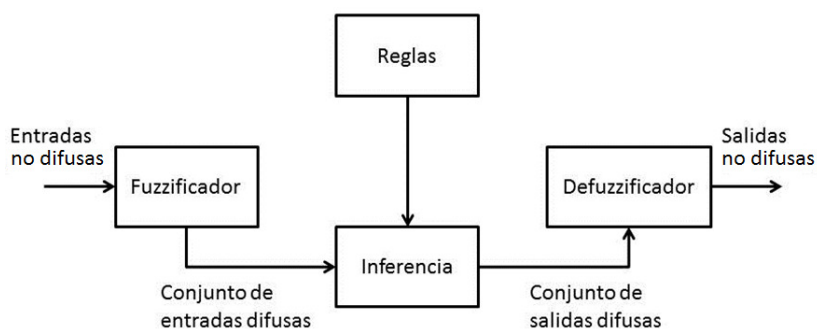 Reglas
Entradas
no difusas
Salidas
no difusas
Fuzzificador
Defuzzificador
Inferencia
Conjunto de
entradas difusas
Conjunto de
salidas difusas